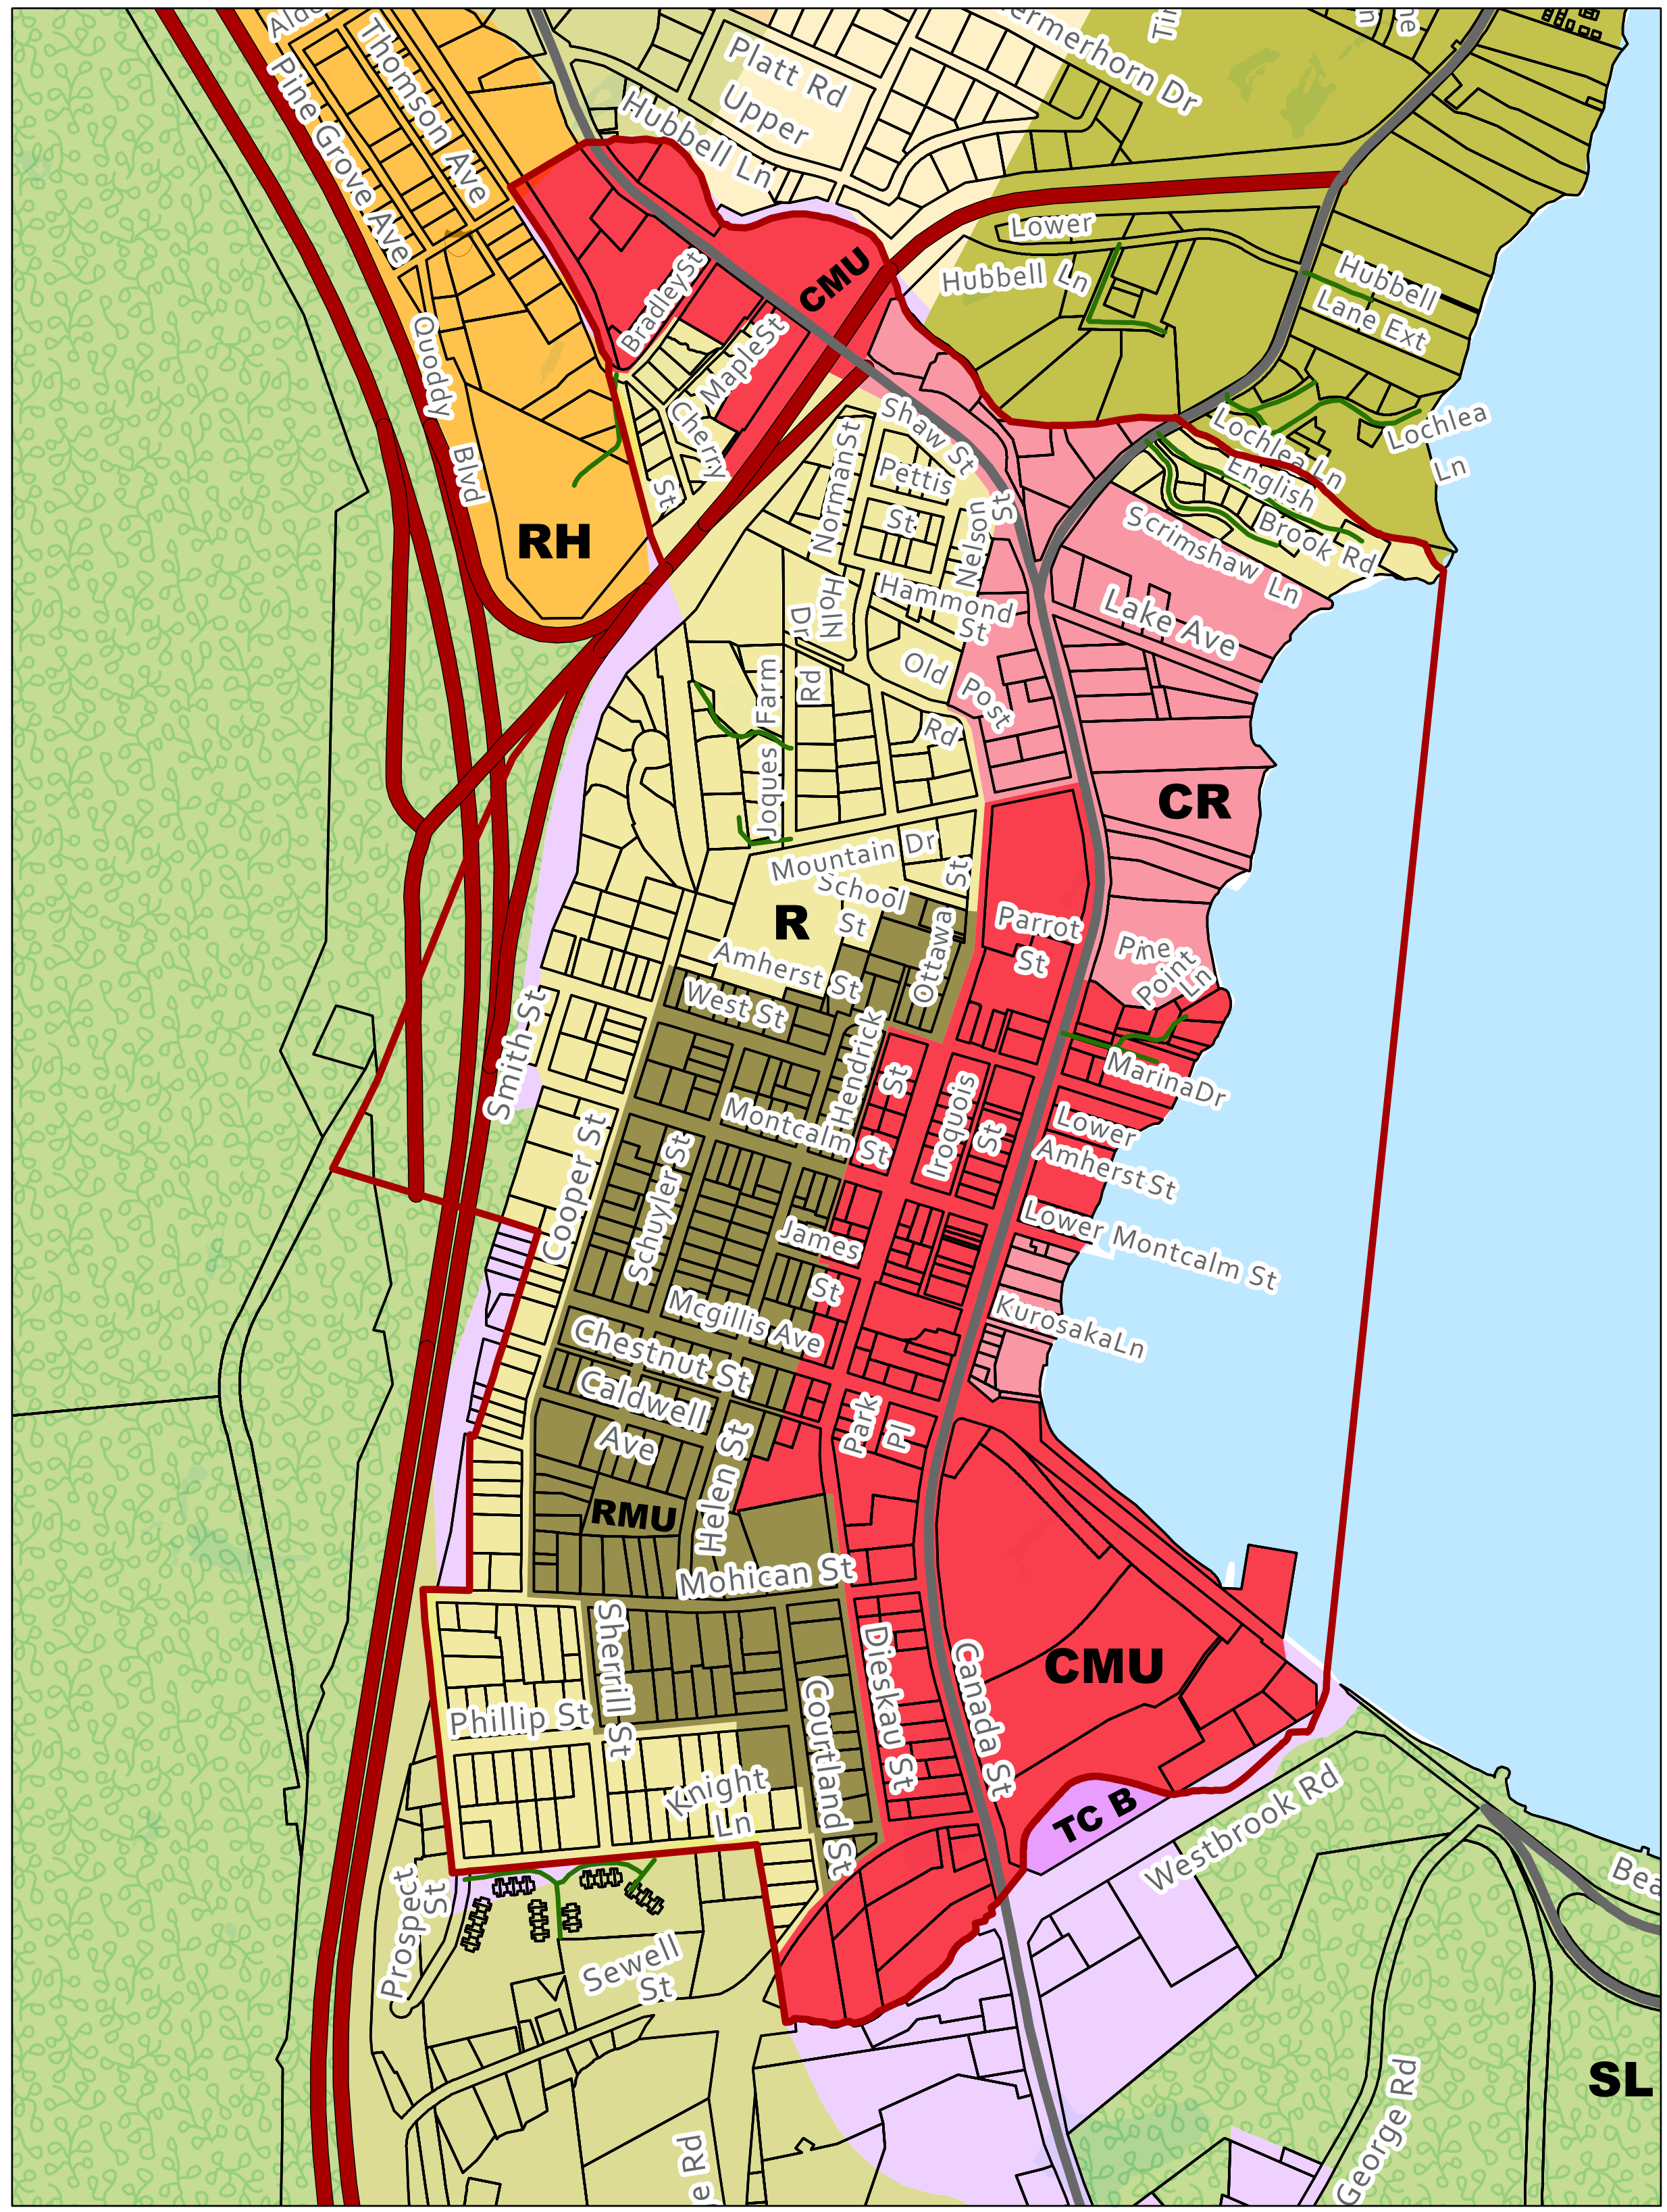 Thomson Ave
Pine Grove Ave
Platt Rd
Upper
Hubbell Ln
ermerhorn Dr
Lower
Hubbell Ln
Hubbell
Lane Ext
Bradley St
CMU
Maple St
Cherry
St
Quoddy
Blvd
RH
Shaw St
Norman St
Pettis
St
Nelson
St
Lochlea Ln
Lochlea
Ln
English
Brook Rd
Scrimshaw Ln
Hammond
St
Holln
Dr
Lake Ave
Old Post
Rd
Joques Farm
Rd
CR
Mountain Dr
School
St
R
Ottawa
St
Parrot
St
Pine
Point
Ln
Amherst St
West St
Smith St
Hendrick
St
Iroquois
St
Marina Dr
Lower
Amherst St
Montcalm St
Cooper St
Schuyler St
James
St
Lower Montcalm St
Mcgillis Ave
Kurosaka Ln
Chestnut St
Caldwell
Ave
Park
Pl
Helen St
RMU
Mohican St
Sherrill St
Dieskau St
Canada St
CMU
Phillip St
Courtland St
Knight
Ln
TC B
Westbrook Rd
Prospect
St
Sewell
St
Bea
SL
George Rd
e Rd